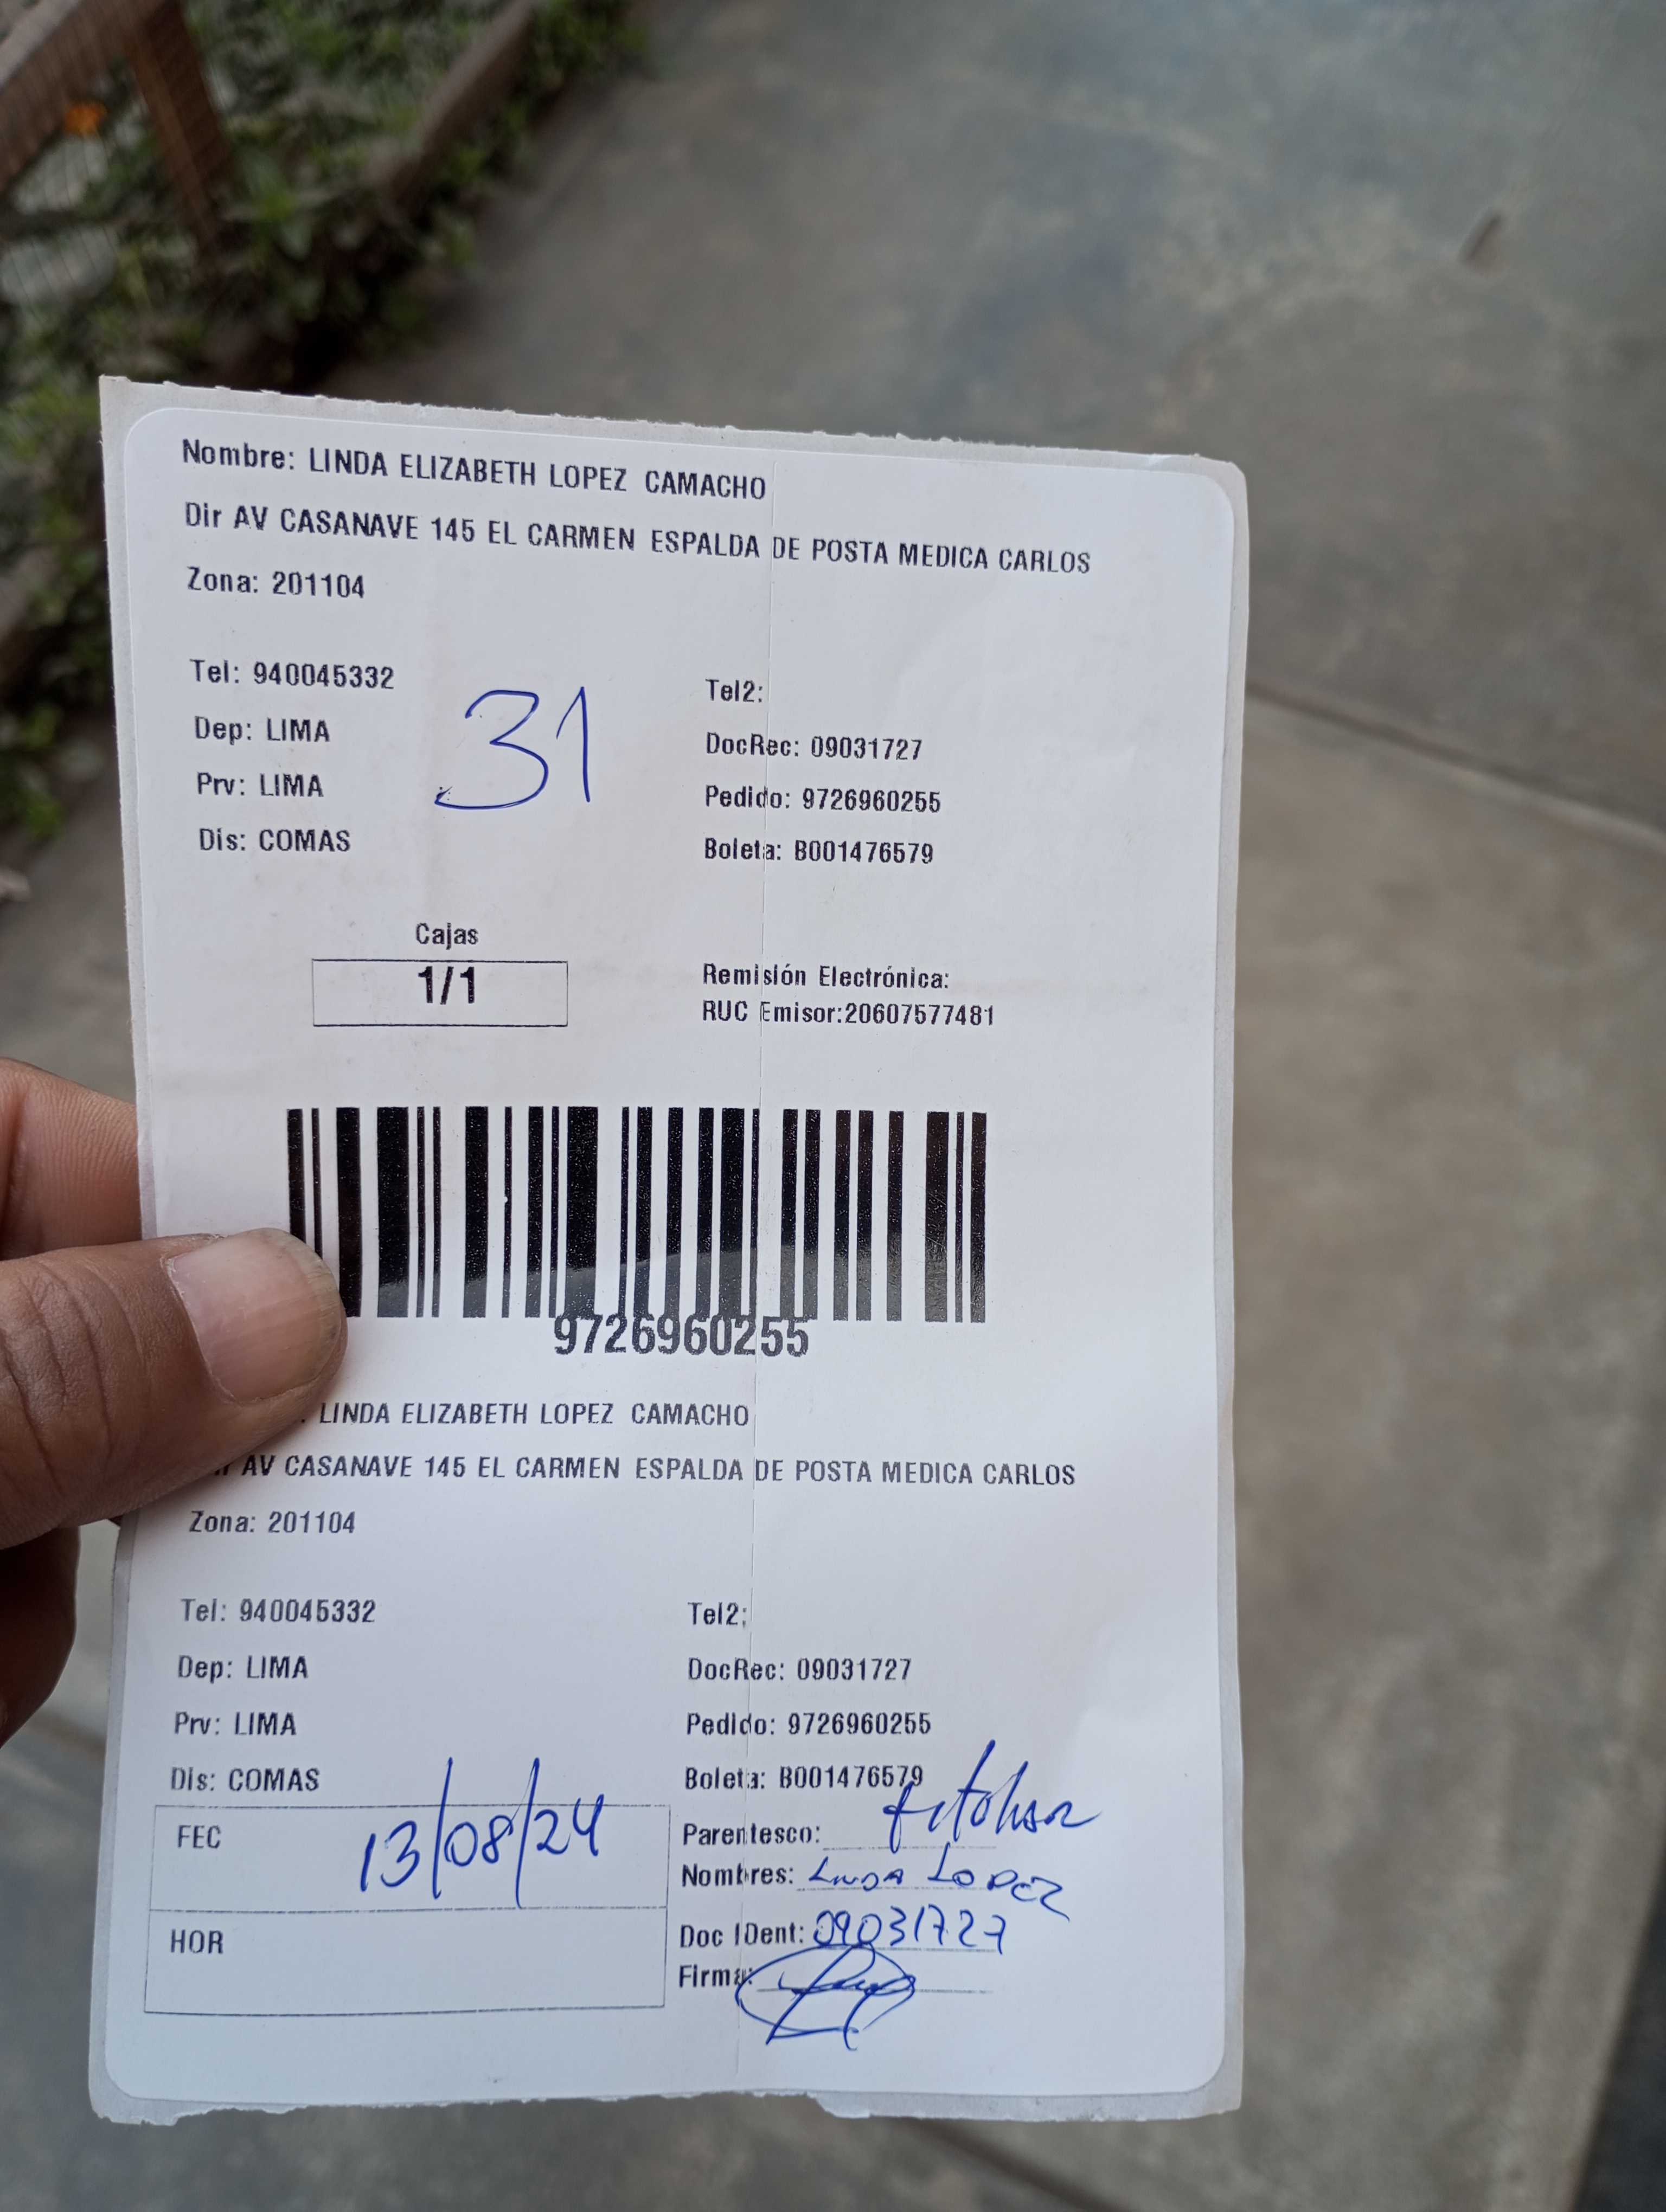 Nombre: LINDA ELIZABETH LOPEZ CAMACHO
Dir AV CASANAVE 145 EL CARMEN ESPALDA DE POSTA MEDICA CARLOS
Zona: 201104
Tel: 940045332
Tel2:
31
Dep: LIMA
DocRec: 09031727
Prv: LIMA
Pedido: 9726960255
Dis: COMAS
Boleta: B001476579
Cajas
1/1
Remisión Electrónica:
RUC Emisor:20607577481
9726960255
LINDA ELIZABETH LOPEZ CAMACHO
AV CASANAVE 145 EL CARMEN ESPALDA DE POSTA MEDICA CARLOS
Zona: 201104
Tel: 940045332
Tel2:
Dep: LIMA
DocRec: 09031727
Prv: LIMA
Pedido: 9726960255
Dis: COMAS
Boleta: B001476579
FEC 13/08/24
Parentesco:
Nombres: LINDA LOPEZ
Doc IDent: 09031727
HOR
Firma: